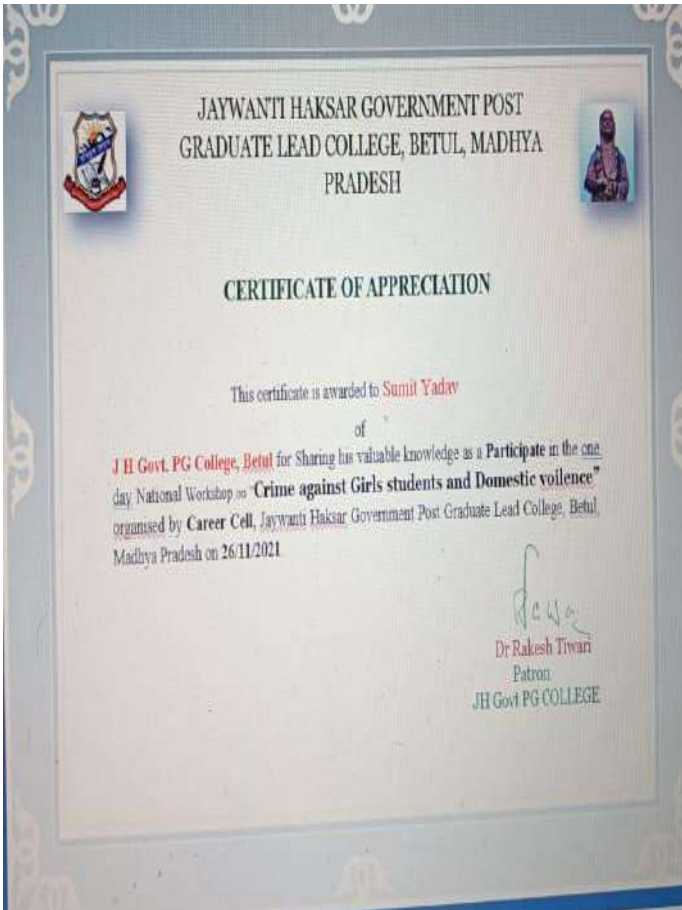 JAYWANTI HAKSAR GOVERNMENT POST
GRADUATE LEAD COLLEGE, BETUL, MADHYA
PRADESH
CERTIFICATE OF APPRECIATION
This certificate is awarded to Sumit Yadav
of
J H Govt. PG College, Betul for Sharing his valuable knowledge as a Participate in the one
day National Workshop on "Crime against Girls students and Domestic voilence"
organised by Career Cell, Jaywanti Haksar Government Post Graduate Lead College, Betul,
Madhya Pradesh on 26/11/2021
Dr Rakesh Tiwari
Patron
JH Govt PG COLLEGE